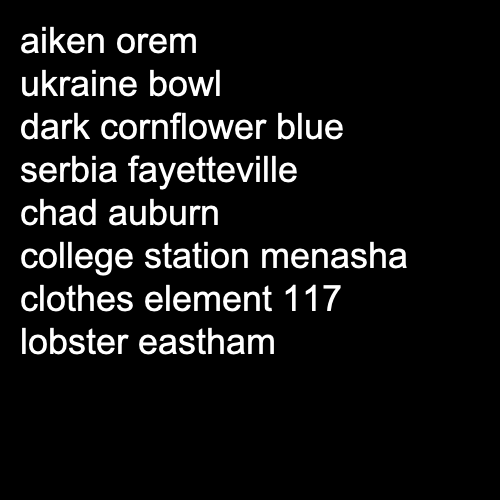 aiken orem
ukraine bowl
dark cornflower blue
serbia fayetteville
chad auburn
college station menasha
clothes element 117
lobster eastham